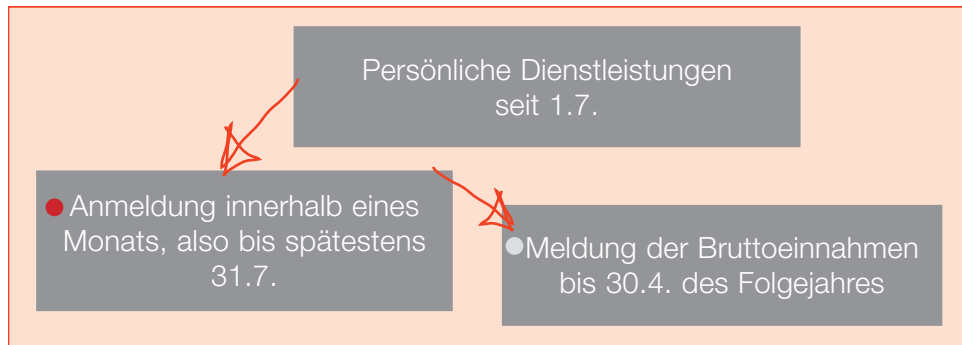 Persönliche Dienstleistungen
seit 1.7.
Anmeldung innerhalb eines
Monats, also bis spätestens
31.7.
Meldung der Bruttoeinnahmen
bis 30.4. des Folgejahres